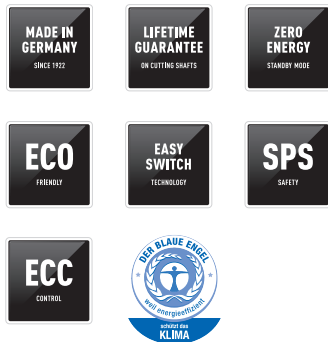 MADE IN
GERMANY
SINCE 1922
LIFETIME
GUARANTEE
ON CUTTING SHAFTS
ZERO
ENERGY
STANDBY MODE
ECO
FRIENDLY
EASY
SWITCH
TECHNOLOGY
SPS
SAFETY
ECC
CONTROL
DER BLAUE ENGEL
weil energieeffizient
schützt das
KLIMA